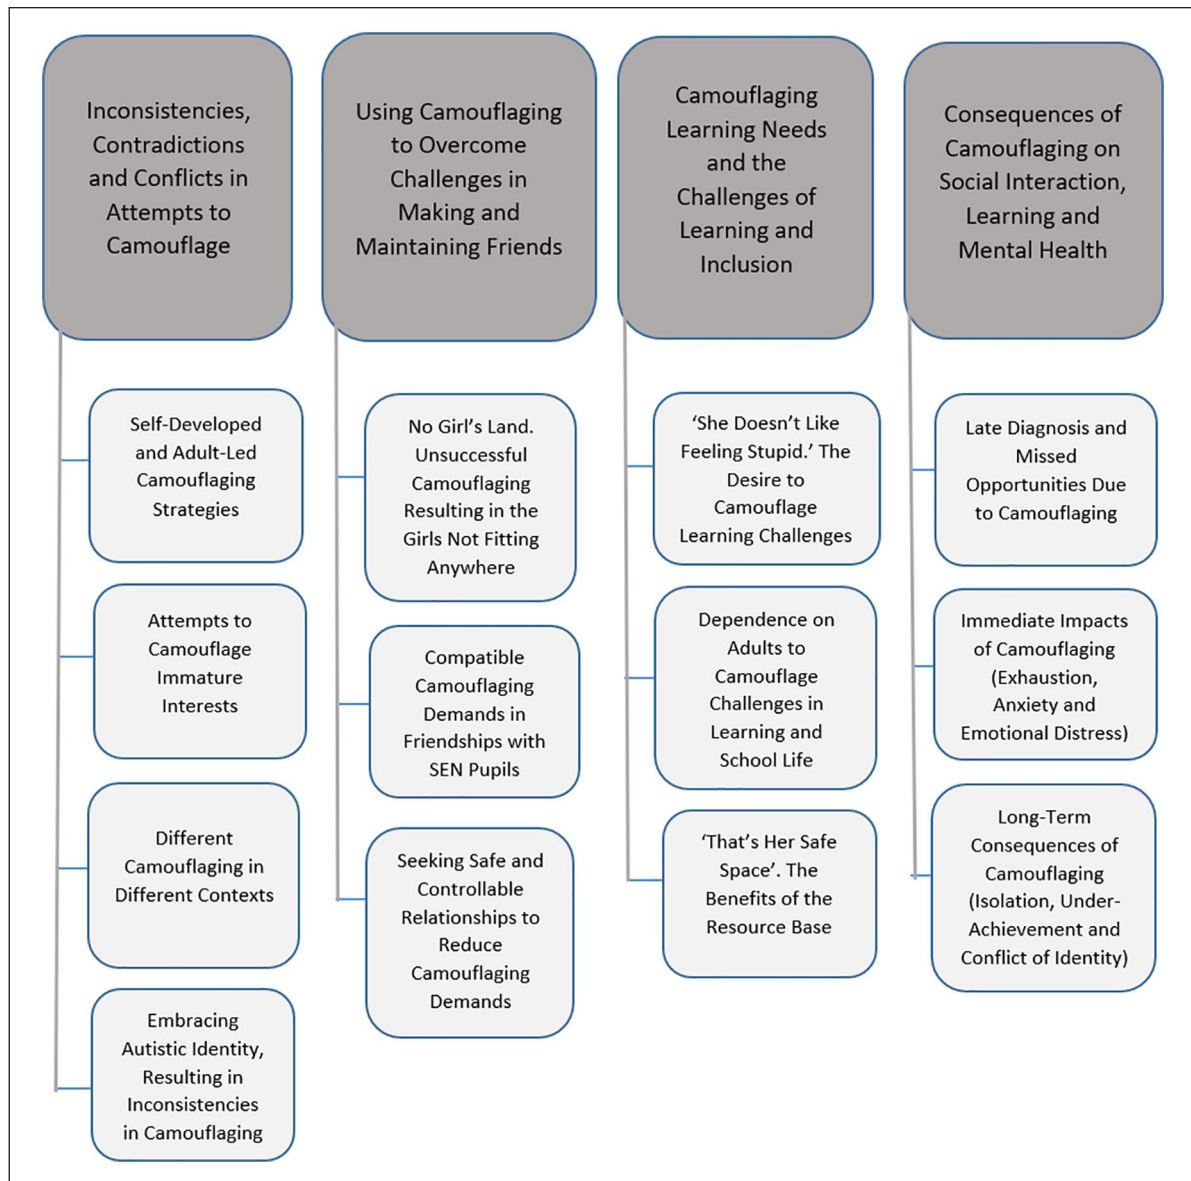 Inconsistencies,
Contradictions
and Conflicts in
Attempts to
Camouflage
Self-Developed
and Adult-Led
Camouflaging
Strategies
Attempts to
Camouflage
Immature
Interests
Different
Camouflaging in
Different Contexts
Embracing
Autistic Identity,
Resulting in
Inconsistencies
in Camouflaging
Using Camouflaging
to Overcome
Challenges in
Making and
Maintaining Friends
No Girl’s Land.
Unsuccessful
Camouflaging
Resulting in the
Girls Not Fitting
Anywhere
Compatible
Camouflaging
Demands in
Friendships with
SEN Pupils
Seeking Safe and
Controllable
Relationships to
Reduce
Camouflaging
Demands
Camouflaging
Learning Needs
and the
Challenges of
Learning and
Inclusion
‘She Doesn’t Like
Feeling Stupid.’ The
Desire to
Camouflage
Learning Challenges
Dependence on
Adults to
Camouflage
Challenges in
Learning and
School Life
‘That’s Her Safe
Space’. The
Benefits of the
Resource Base
Consequences of
Camouflaging on
Social Interaction,
Learning and
Mental Health
Late Diagnosis and
Missed
Opportunities Due
to Camouflaging
Immediate Impacts
of Camouflaging
(Exhaustion,
Anxiety and
Emotional Distress)
Long-Term
Consequences of
Camouflaging
(Isolation, Under-
Achievement and
Conflict of Identity)